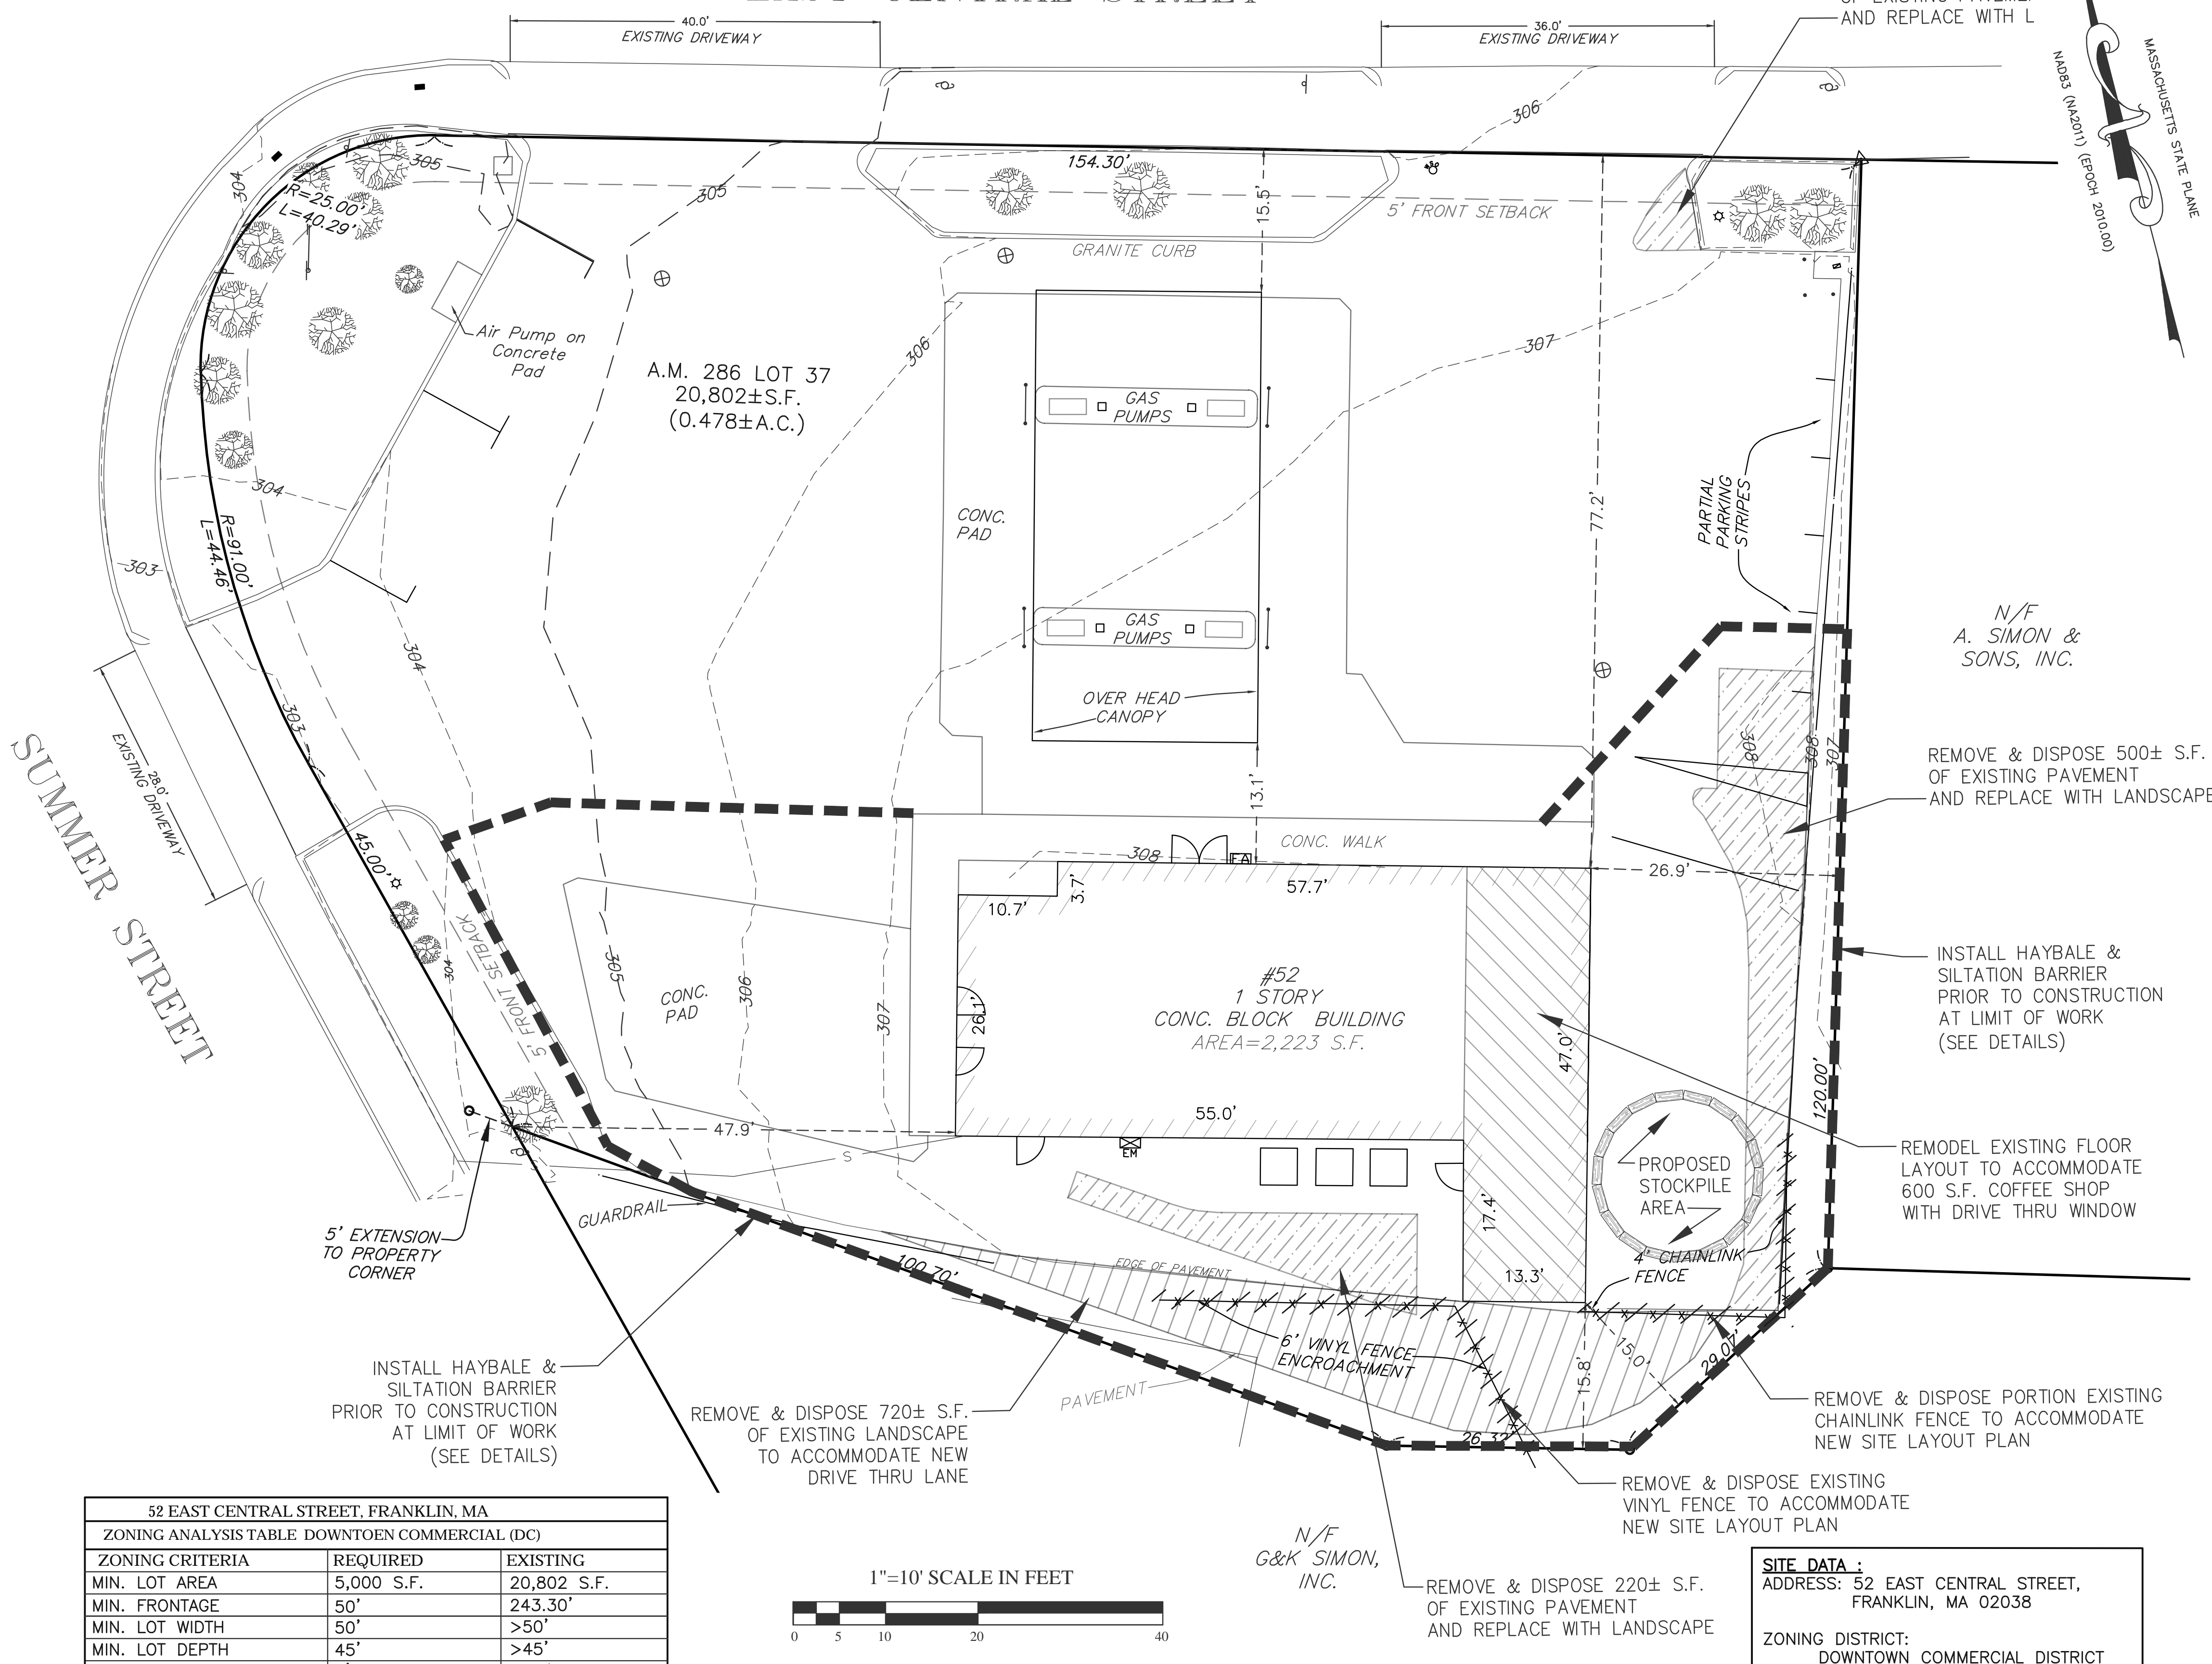 EAST CENTRAL STREET
40.0'
EXISTING DRIVEWAY
36.0'
EXISTING DRIVEWAY
AND REPLACE WITH L
MASSACHUSETTS STATE PLANE
NAD83 (NA2011) (EPOCH 2010.00)
305
304
R=25.00'
L=40.29'
305
154.30'
306
15.5'
5' FRONT SETBACK
GRANITE CURB
Air Pump on
Concrete
Pad
A.M. 286 LOT 37
20,802±S.F.
(0.478±A.C.)
306
307
GAS
PUMPS
CONC.
PAD
77.2'
PARTIAL
PARKING
STRIPES
304
R=91.00'
L=44.46'
303
GAS
PUMPS
N/F
A. SIMON &
SONS, INC.
304
303
OVER HEAD
CANOPY
SUMMER STREET
28.0'
EXISTING DRIVEWAY
13.1'
308
308
307
REMOVE & DISPOSE 500± S.F.
OF EXISTING PAVEMENT
AND REPLACE WITH LANDSCAPE
45.00'
308
F.A
CONC. WALK
26.9'
10.7'
3.7'
57.7'
304
5' FRONT SETBACK
305
CONC.
PAD
306
307
26.1'
#52
1 STORY
CONC. BLOCK BUILDING
AREA=2,223 S.F.
47.0'
INSTALL HAYBALE &
SILTATION BARRIER
PRIOR TO CONSTRUCTION
AT LIMIT OF WORK
(SEE DETAILS)
120.00'
55.0'
47.9'
S
EM
PROPOSED
STOCKPILE
AREA
REMODEL EXISTING FLOOR
LAYOUT TO ACCOMMODATE
600 S.F. COFFEE SHOP
WITH DRIVE THRU WINDOW
GUARDRAIL
17.4'
5' EXTENSION
TO PROPERTY
CORNER
100.70'
EDGE OF PAVEMENT
13.3'
4' CHAINLINK
FENCE
6' VINYL FENCE
ENCROACHMENT
15.8'
15.0'
29.07'
26.32'
PAVEMENT
INSTALL HAYBALE &
SILTATION BARRIER
PRIOR TO CONSTRUCTION
AT LIMIT OF WORK
(SEE DETAILS)
REMOVE & DISPOSE 720± S.F.
OF EXISTING LANDSCAPE
TO ACCOMMODATE NEW
DRIVE THRU LANE
REMOVE & DISPOSE PORTION EXISTING
CHAINLINK FENCE TO ACCOMMODATE
NEW SITE LAYOUT PLAN
REMOVE & DISPOSE EXISTING
VINYL FENCE TO ACCOMMODATE
NEW SITE LAYOUT PLAN
N/F
G&K SIMON,
INC.
REMOVE & DISPOSE 220± S.F.
OF EXISTING PAVEMENT
AND REPLACE WITH LANDSCAPE
52 EAST CENTRAL STREET, FRANKLIN, MA
ZONING ANALYSIS TABLE DOWNTOEN COMMERCIAL (DC)
ZONING CRITERIA REQUIRED EXISTING
MIN. LOT AREA 5,000 S.F. 20,802 S.F.
MIN. FRONTAGE 50' 243.30'
MIN. LOT WIDTH 50' >50'
MIN. LOT DEPTH 45' >45'
1"=10' SCALE IN FEET
0 5 10 20 40
SITE DATA :
ADDRESS: 52 EAST CENTRAL STREET,
FRANKLIN, MA 02038
ZONING DISTRICT:
DOWNTOWN COMMERCIAL DISTRICT